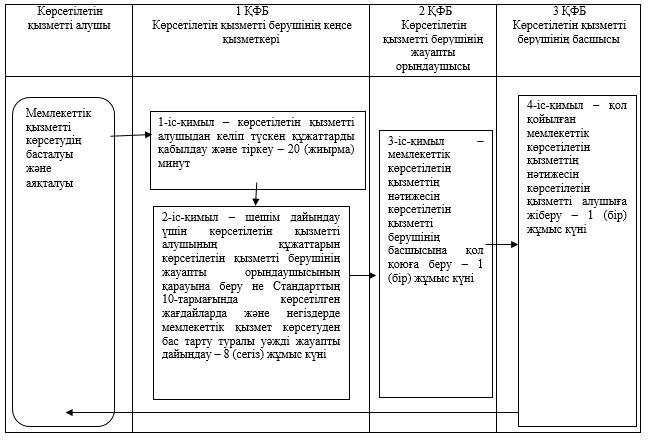 Көрсетілетін
қызметті алушы
1 ҚФБ
Көрсетілетін қызметті берушінің кеңсе
қызметкері
2 ҚФБ
Көрсетілетін
қызметті берушінің
жауапты
орындаушысы
3 ҚФБ
Көрсетілетін қызметті
берушінің басшысы
Мемлекеттік
қызметті
көрсетудің
басталуы
және
аяқталуы
1-іс-қимыл – көрсетілетін қызметті
алушыдан келіп түскен құжаттарды
қабылдау және тіркеу – 20 (жиырма)
минут
2-іс-қимыл – шешім дайындау
үшін көрсетілетін қызметті
алушының құжаттарын
көрсетілетін қызметті берушінің
жауапты орындаушысының
қарауына беру не Стандарттың
10-тармағында көрсетілген
жағдайларда және негіздерде
мемлекеттік қызмет көрсетуден
бас тарту туралы уәжді жауапты
дайындау – 8 (сегіз) жұмыс күні
3-іс-қимыл –
мемлекеттік
көрсетілетін
қызметтің
нәтижесін
көрсетілетін
қызметті
берушінің
басшысына қол
қоюға беру – 1
(бір) жұмыс күні
4-іс-қимыл – қол
қойылған
мемлекеттік
көрсетілетін
қызметтің
нәтижесін
көрсетілетін
қызметті алушыға
жіберу – 1 (бір)
жұмыс күні